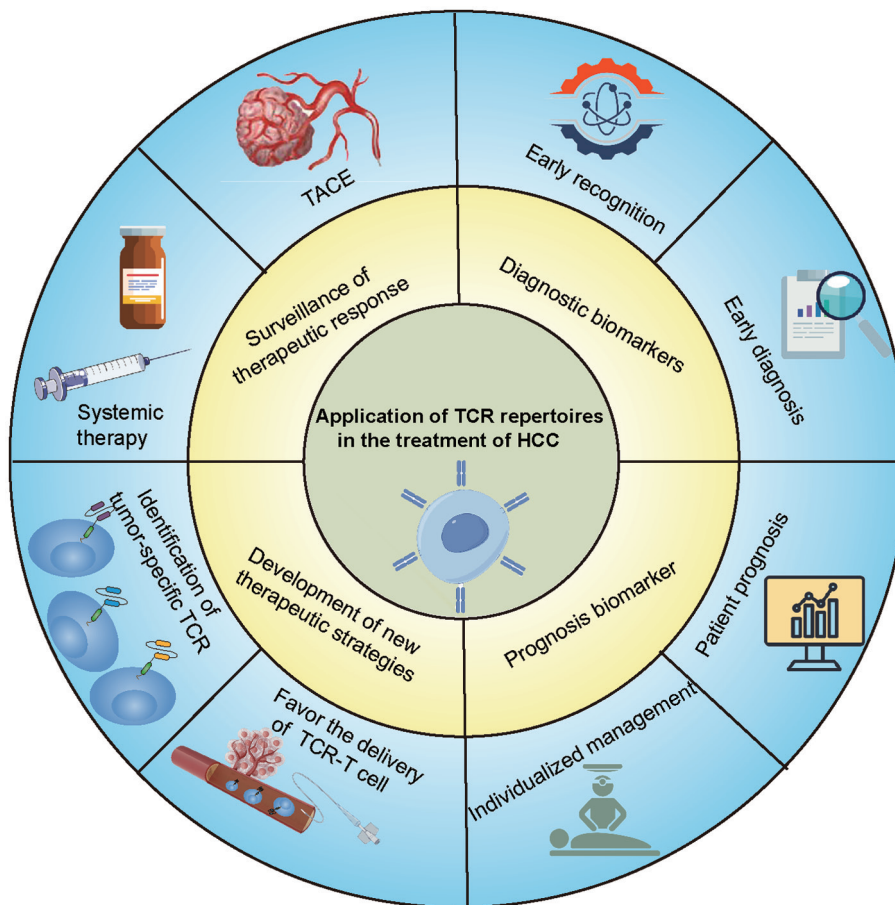 TACE
Early recognition
Early diagnosis
Patient prognosis
Individualized management
Favor the delivery
of TCR-T cell
Identification of
tumor-specific TCR
Systemic
therapy
Surveillance of
therapeutic response
Diagnostic biomarkers
Prognosis biomarker
Development of new
therapeutic strategies
Application of TCR repertoires
in the treatment of HCC